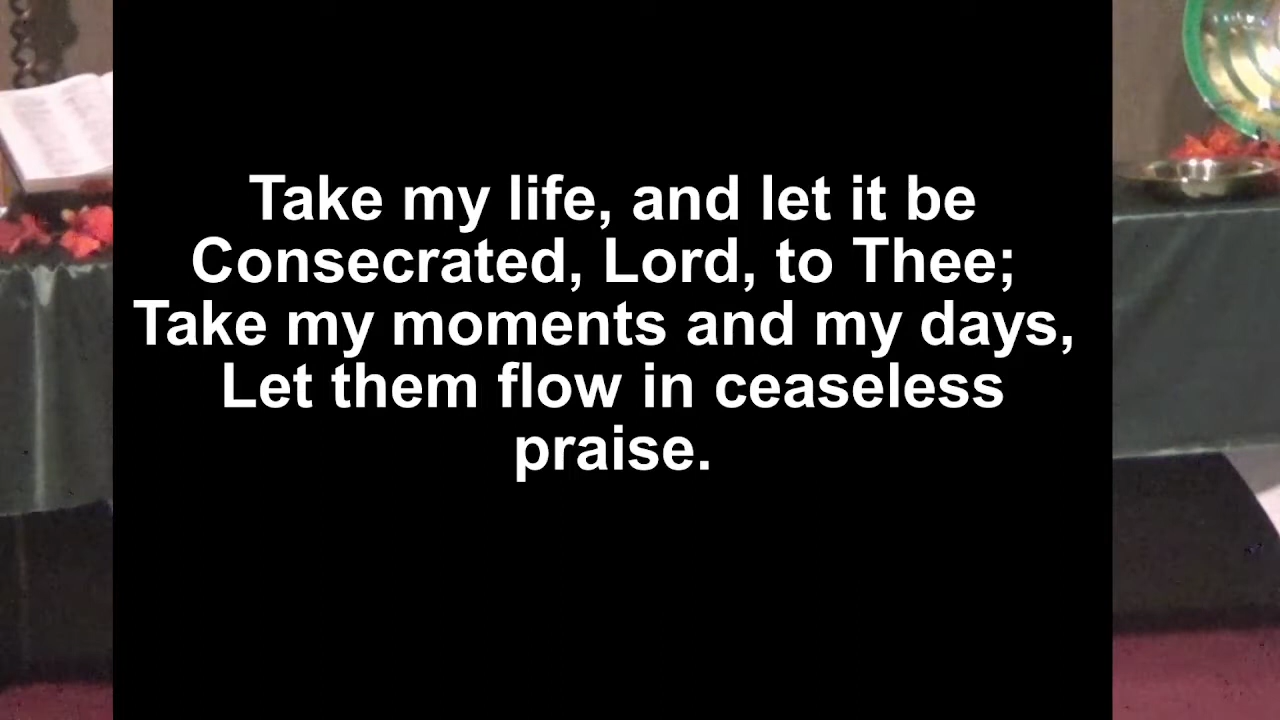 Take my life, and let it be
Consecrated, Lord, to Thee;
Take my moments and my days,
Let them flow in ceaseless
praise.